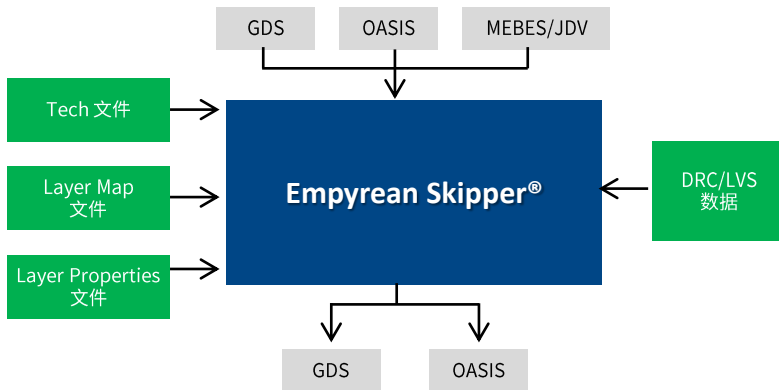 GDS
OASIS
MEBES/JDV
Tech 文件
Layer Map
文件
Layer Properties
文件
Empyrean Skipper®
DRC/LVS
数据
GDS
OASIS